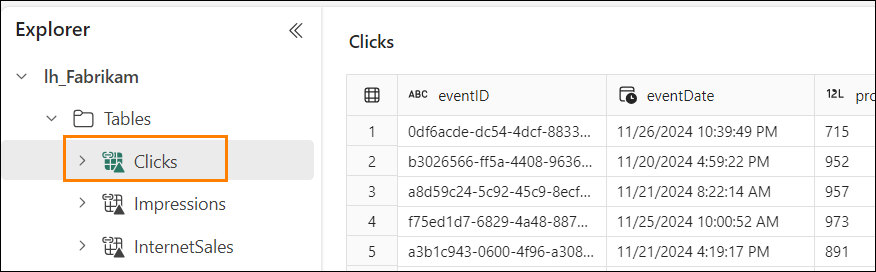 Explorer
lh_Fabrikam
Tables
Clicks
Impressions
InternetSales
Clicks
ABC eventID eventDate 12L pro
1 0df6acde-dc54-4dcf-8833... 11/26/2024 10:39:49 PM 715
2 b3026566-ff5a-4408-9636... 11/20/2024 4:59:22 PM 952
3 a8d59c24-5c92-45c9-8ecf... 11/21/2024 8:22:14 AM 957
4 f75ed1d7-6829-4a48-887... 11/25/2024 10:00:52 AM 973
5 a3b1c943-0600-4f96-a308... 11/21/2024 4:19:17 PM 891